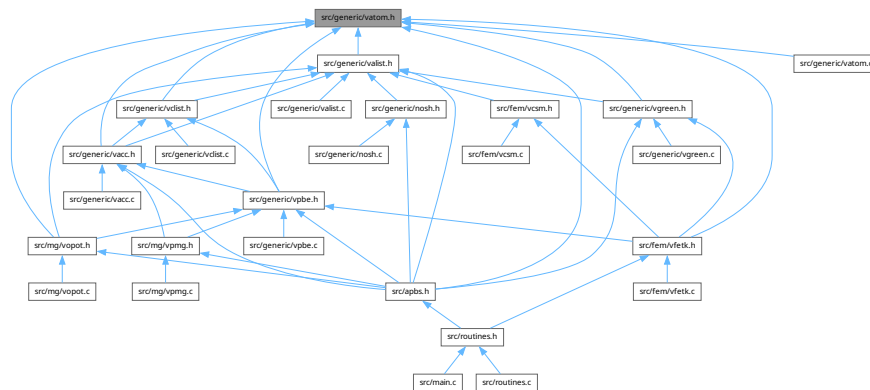 src/generic/vatom.h
src/generic/valist.h
src/generic/vatom.c
src/generic/vclist.h
src/generic/valist.c
src/generic/nosh.h
src/fem/vcsm.h
src/generic/vgreen.h
src/generic/vacc.h
src/generic/vclist.c
src/generic/nosh.c
src/fem/vcsm.c
src/generic/vgreen.c
src/generic/vacc.c
src/generic/vpbe.h
src/mg/vopot.h
src/mg/vpmg.h
src/generic/vpbe.c
src/fem/vfetk.h
src/mg/vopot.c
src/mg/vpmg.c
src/apbs.h
src/fem/vfetk.c
src/routines.h
src/main.c
src/routines.c